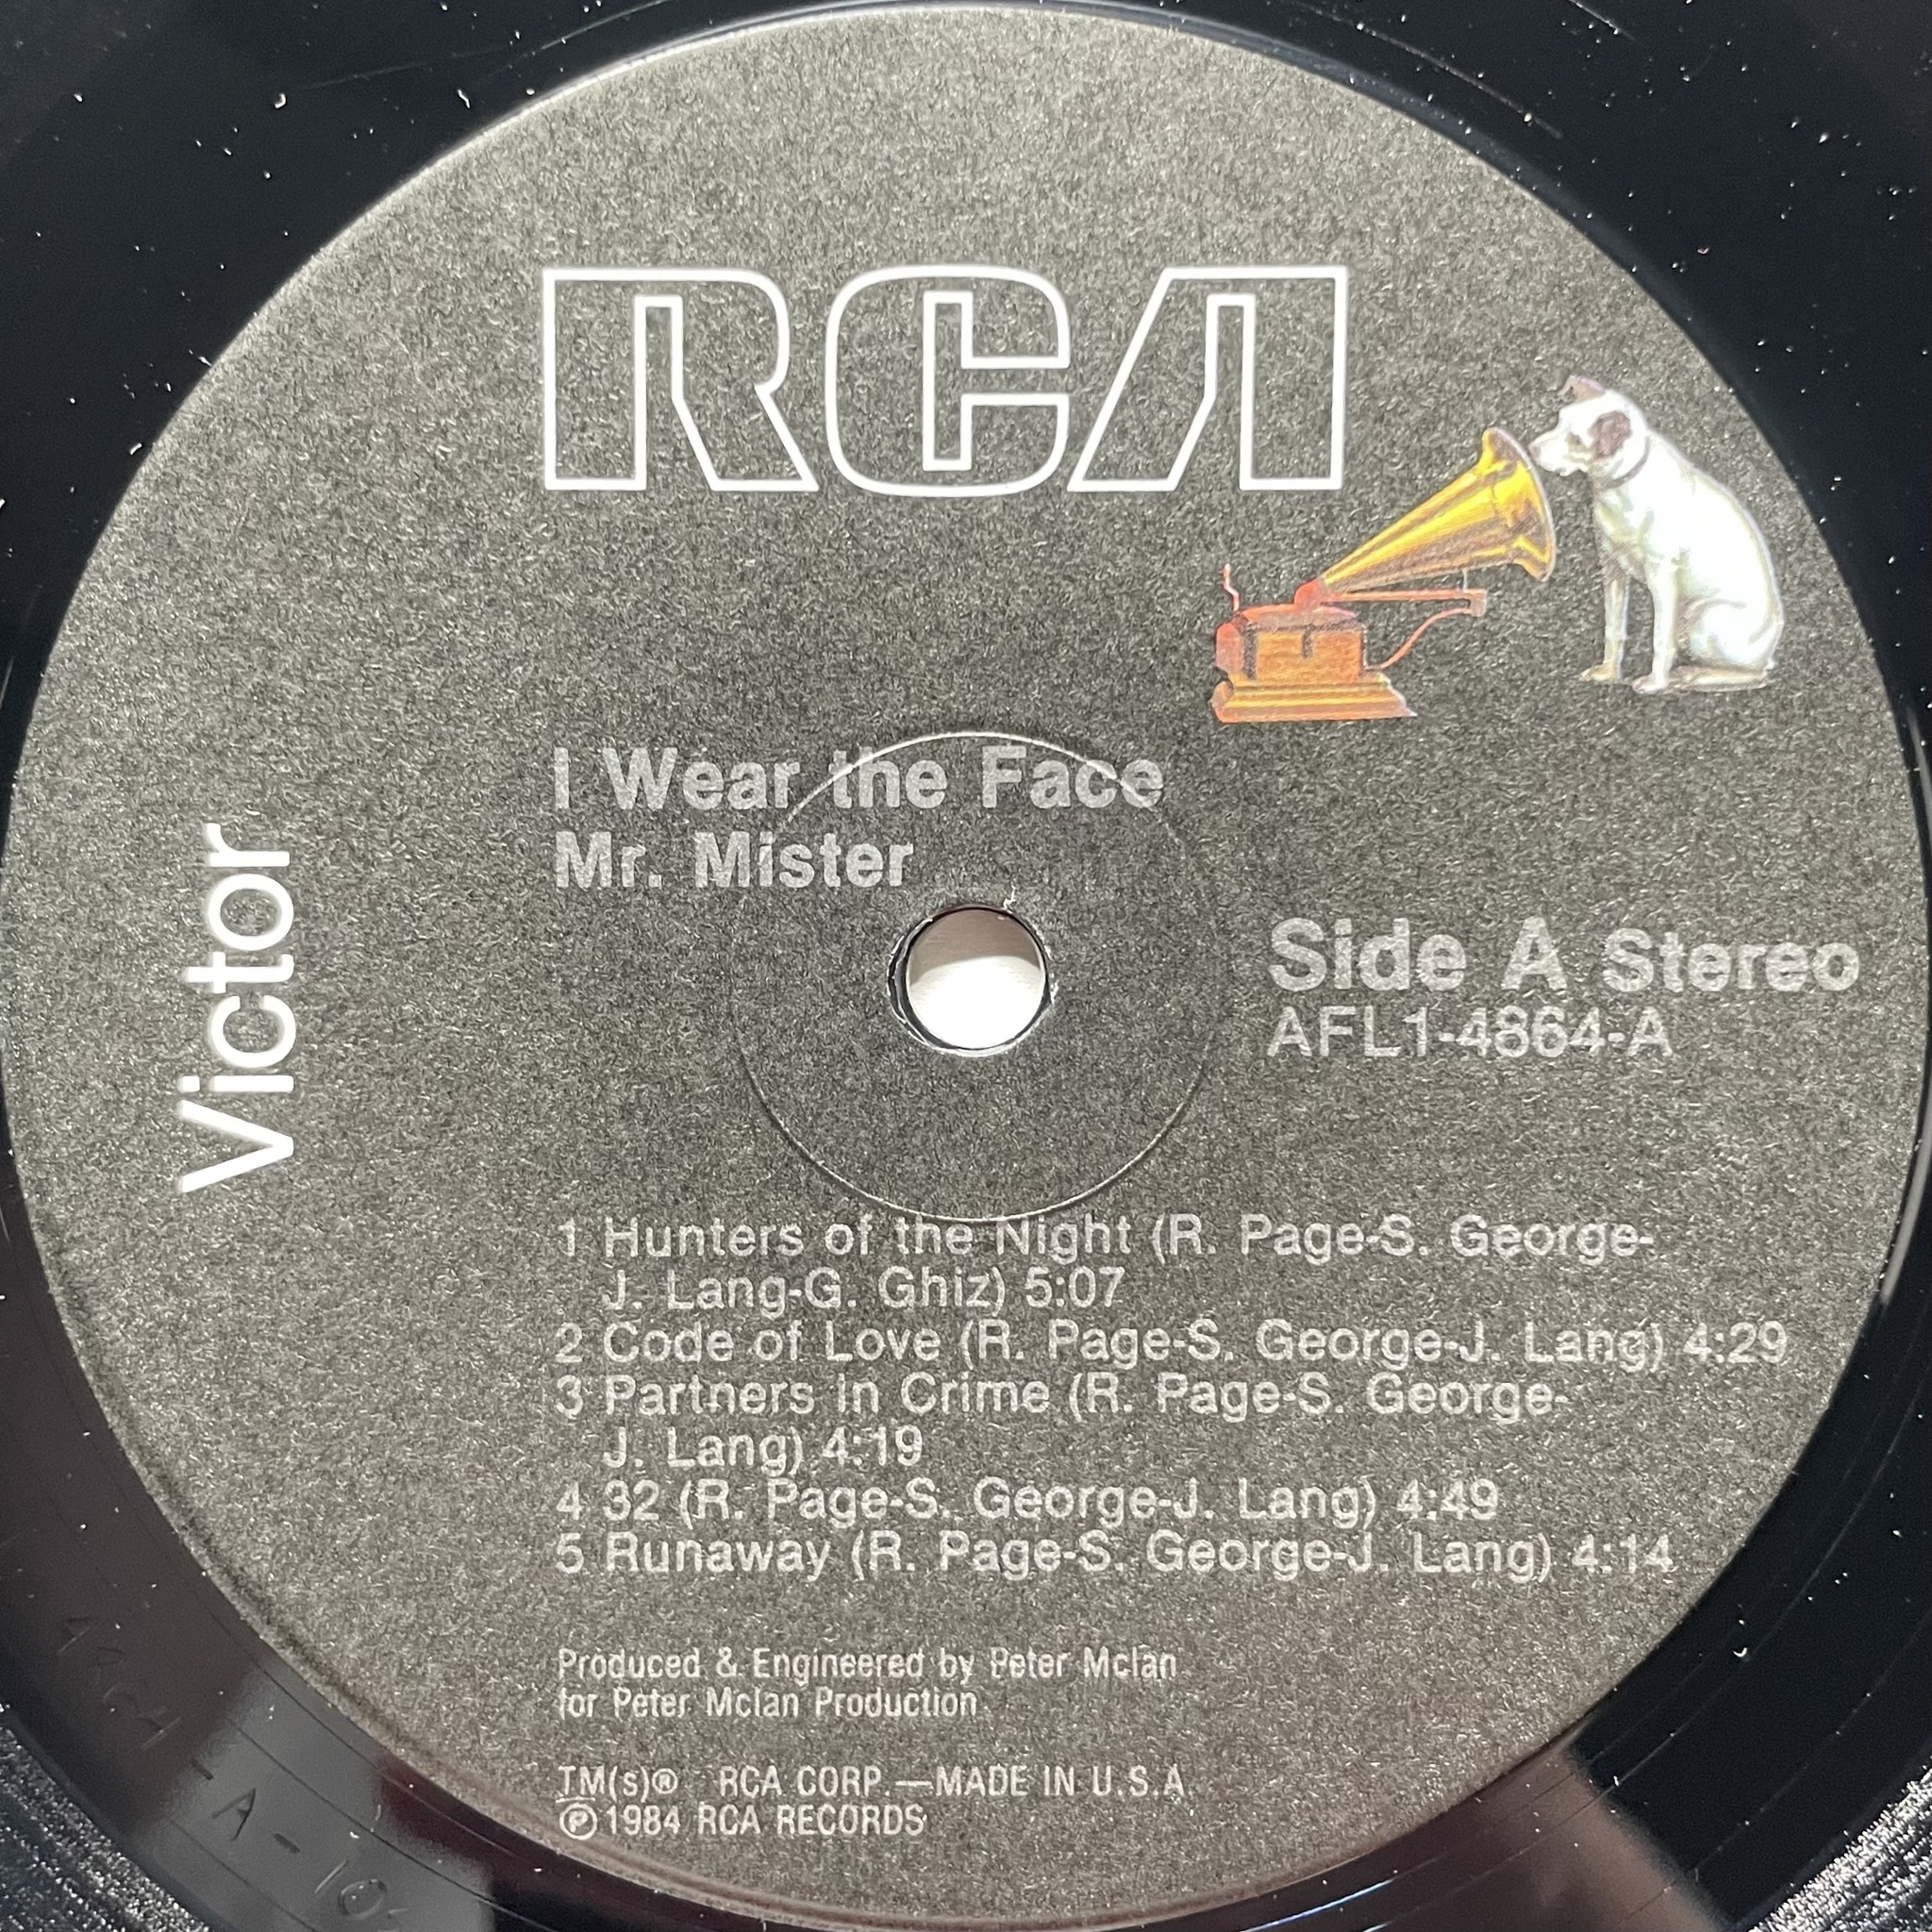 RCA
I Wear the Face
Mr. Mister
Victor
Side A Stereo
AFL1-4864-A
1 Hunters of the Night (R. Page-S. George-
J. Lang-G. Ghiz) 5:07
2 Code of Love (R. Page-S. George-J. Lang) 4:29
3 Partners in Crime (R. Page-S. George-
J. Lang) 4:19
4 32 (R. Page-S. George-J. Lang) 4:49
5 Runaway (R. Page-S. George-J. Lang) 4:14
Produced & Engineered by Peter McIan
for Peter McIan Production
TM(s)® RCA CORP.—MADE IN U.S.A.
℗ 1984 RCA RECORDS